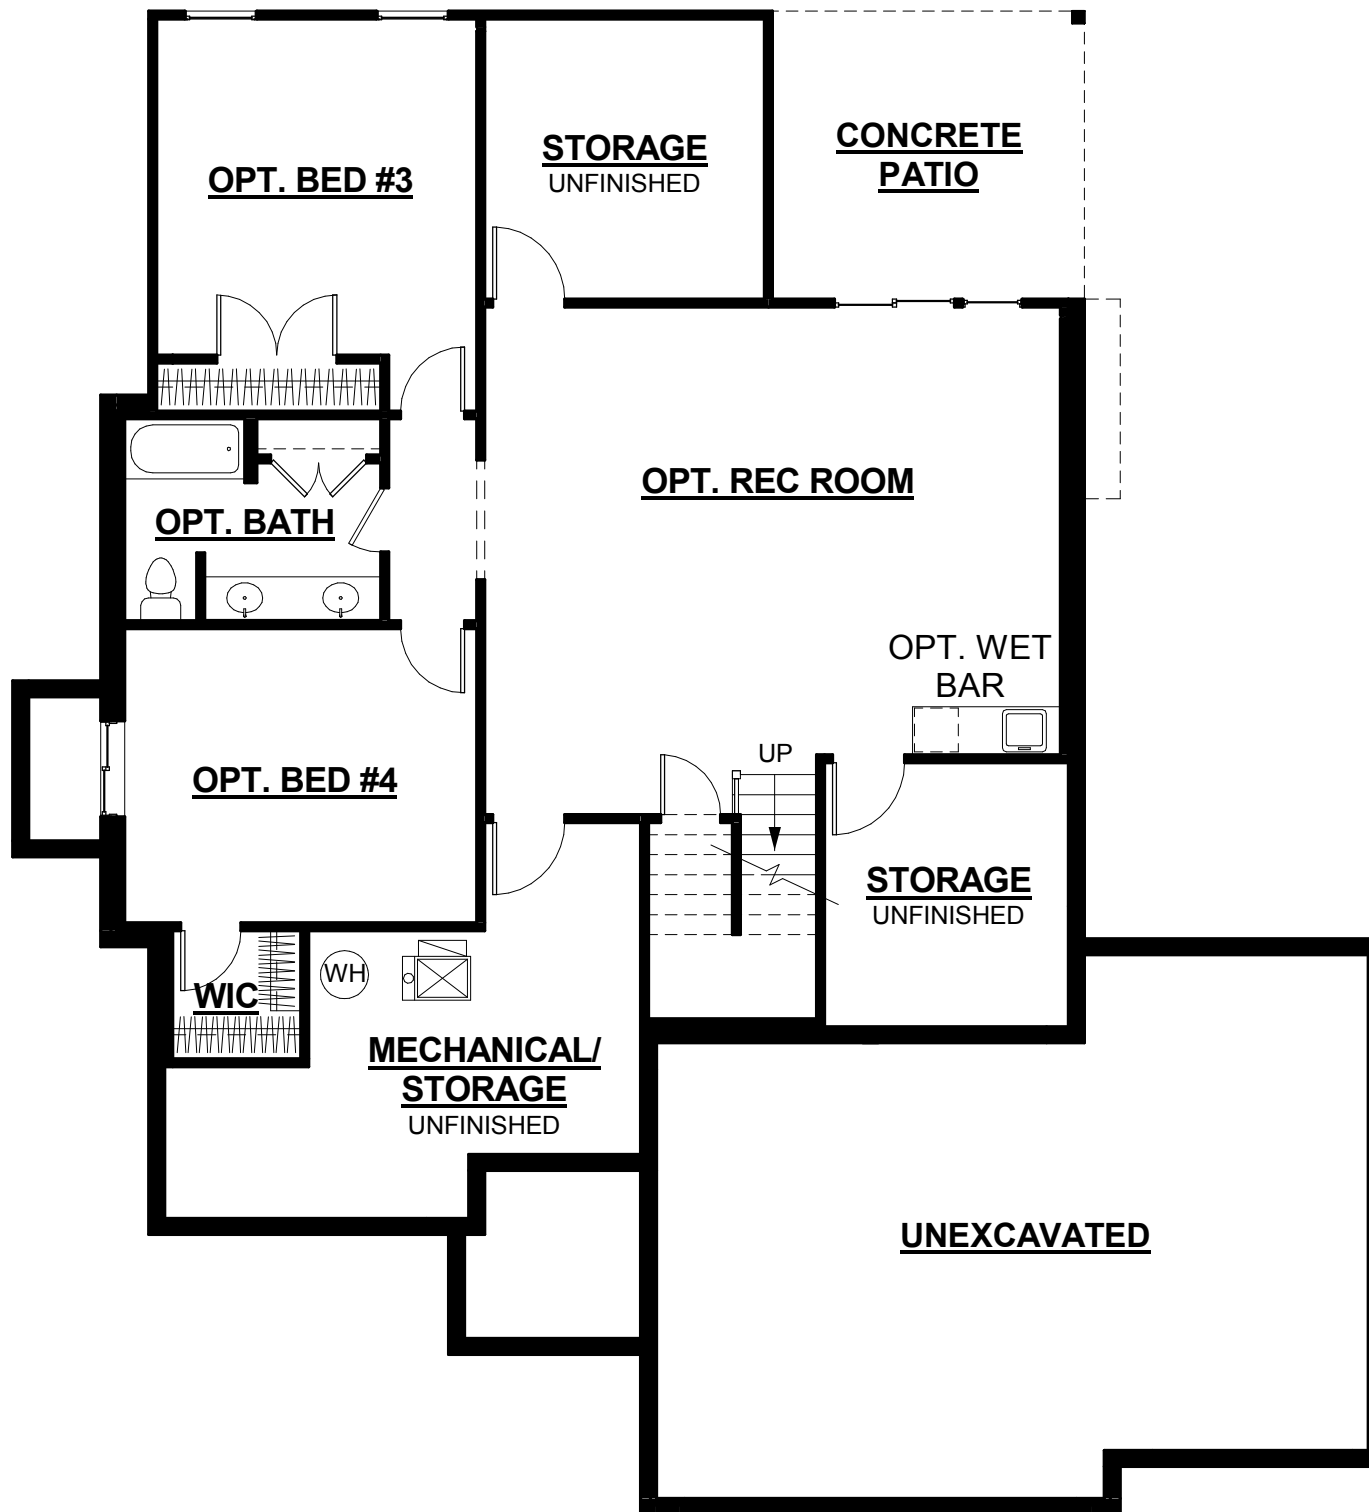 OPT. BED #3
STORAGE
UNFINISHED
CONCRETE
PATIO
OPT. REC ROOM
OPT. BATH
OPT. WET
BAR
UP
OPT. BED #4
STORAGE
UNFINISHED
WIC
WH
MECHANICAL/
STORAGE
UNFINISHED
UNEXCAVATED